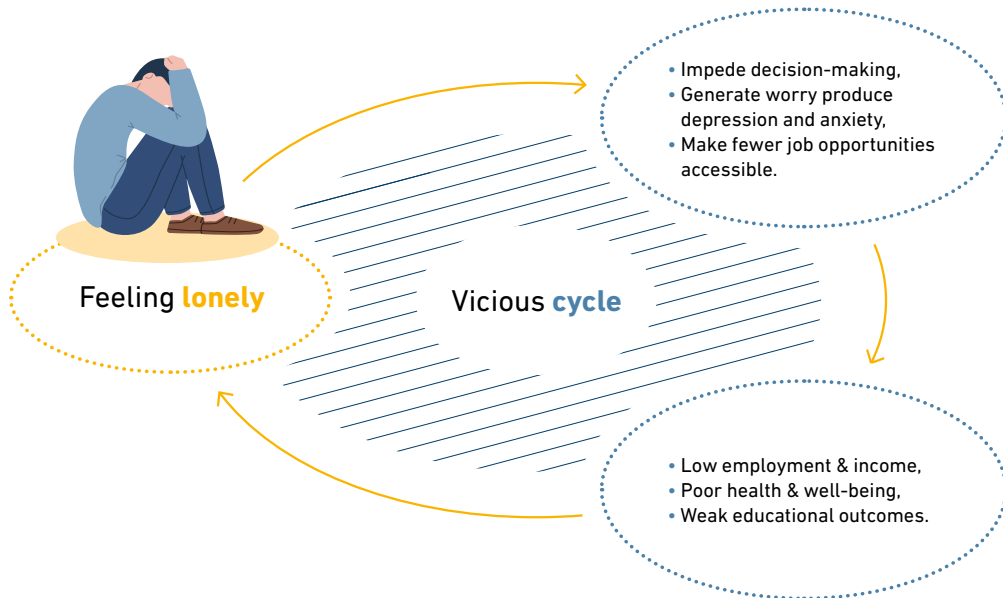 • Impede decision-making,
• Generate worry produce
depression and anxiety,
• Make fewer job opportunities
accessible.
Feeling lonely
Vicious cycle
• Low employment & income,
• Poor health & well-being,
• Weak educational outcomes.